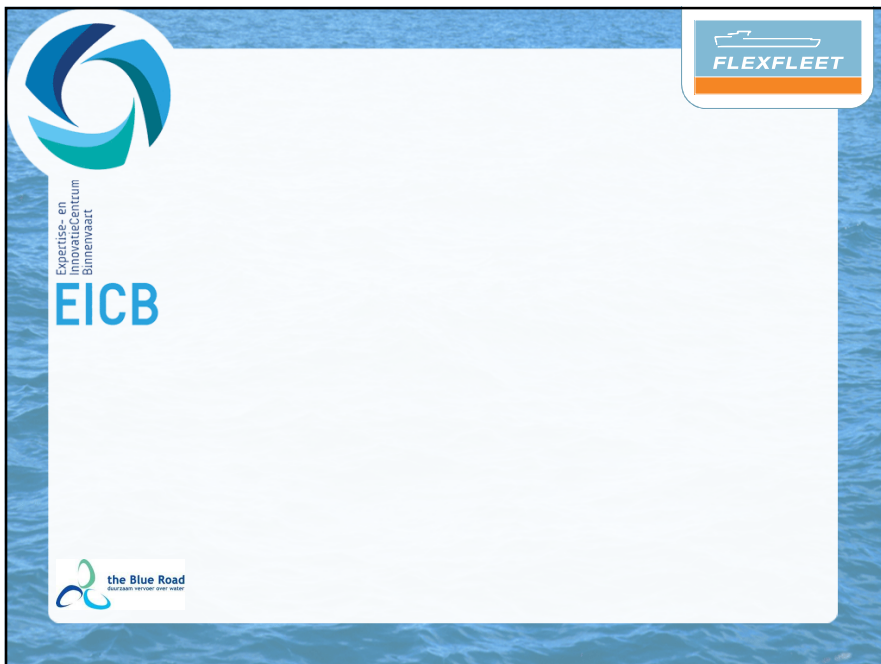 FLEXFLEET
Expertise- en
InnovatieCentrum
Binnenvaart
EICB
the Blue Road
duurzaam vervoer over water